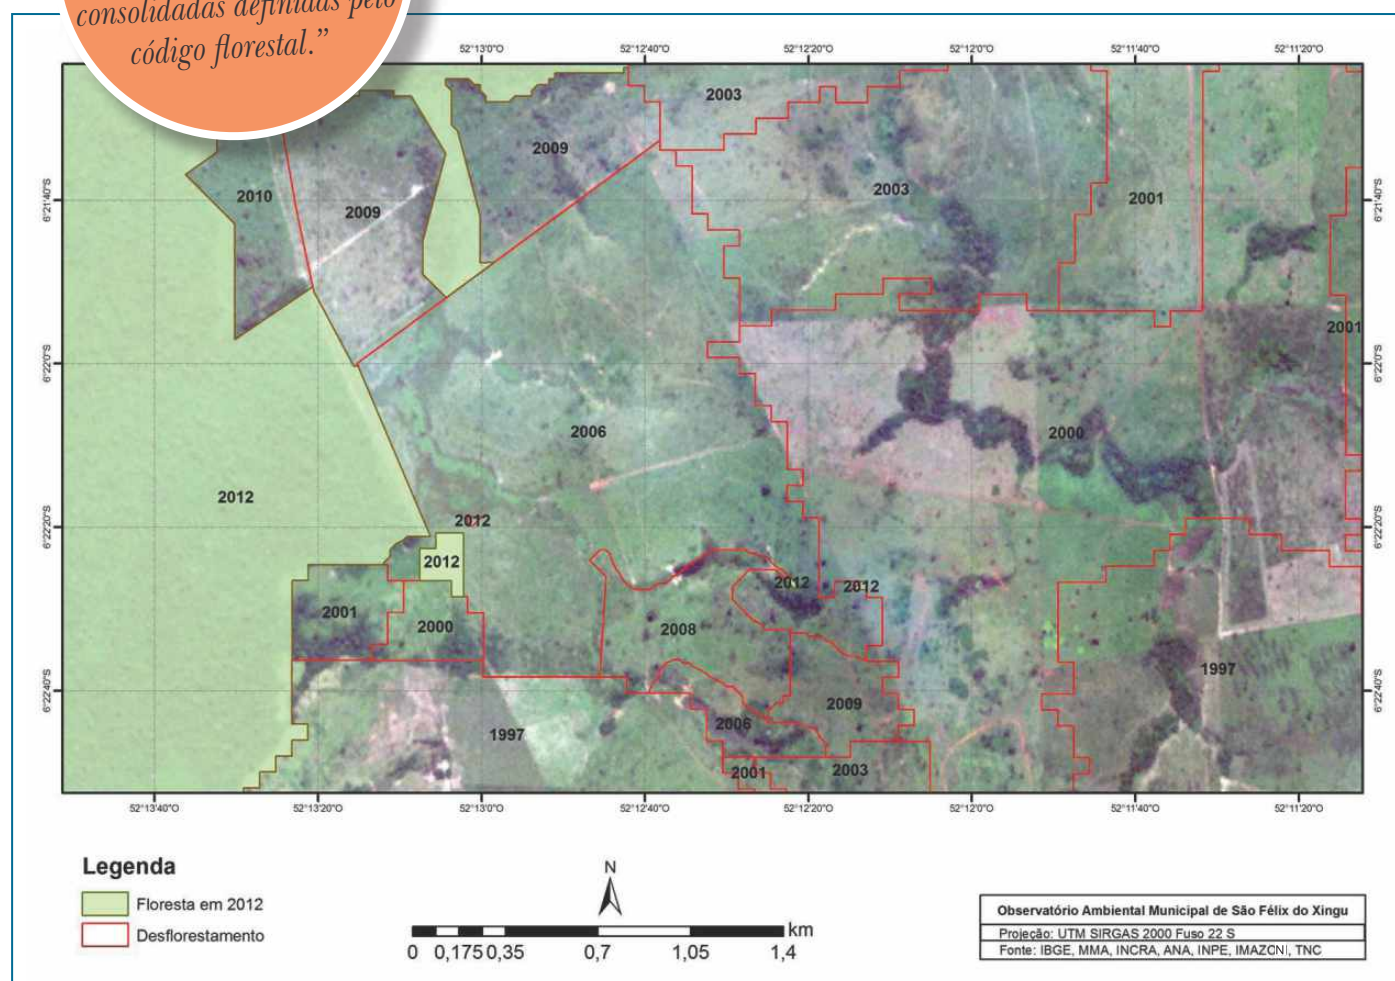 consolidadas definidas pelo
código florestal.”
52°13'0"O
52°12'40"O
52°12'20"O
52°12'0"O
52°11'40"O
52°11'20"O
6°21'40"S
6°22'0"S
6°22'20"S
6°22'40"S
6°21'40"S
6°22'0"S
6°22'20"S
6°22'40"S
2003
2009
2010
2009
2003
2001
2001
2006
2000
2012
2012
2012
2012
2012
2001
2000
2008
1997
2009
2006
1997
2001
2003
52°13'40"O
52°13'20"O
52°13'0"O
52°12'40"O
52°12'20"O
52°12'0"O
52°11'40"O
52°11'20"O
Legenda
Floresta em 2012
Desflorestamento
N
km
0 0,175 0,35 0,7 1,05 1,4
Observatório Ambiental Municipal de São Félix do Xingu
Projeção: UTM SIRGAS 2000 Fuso 22 S
Fonte: IBGE, MMA, INCRA, ANA, INPE, IMAZON, TNC